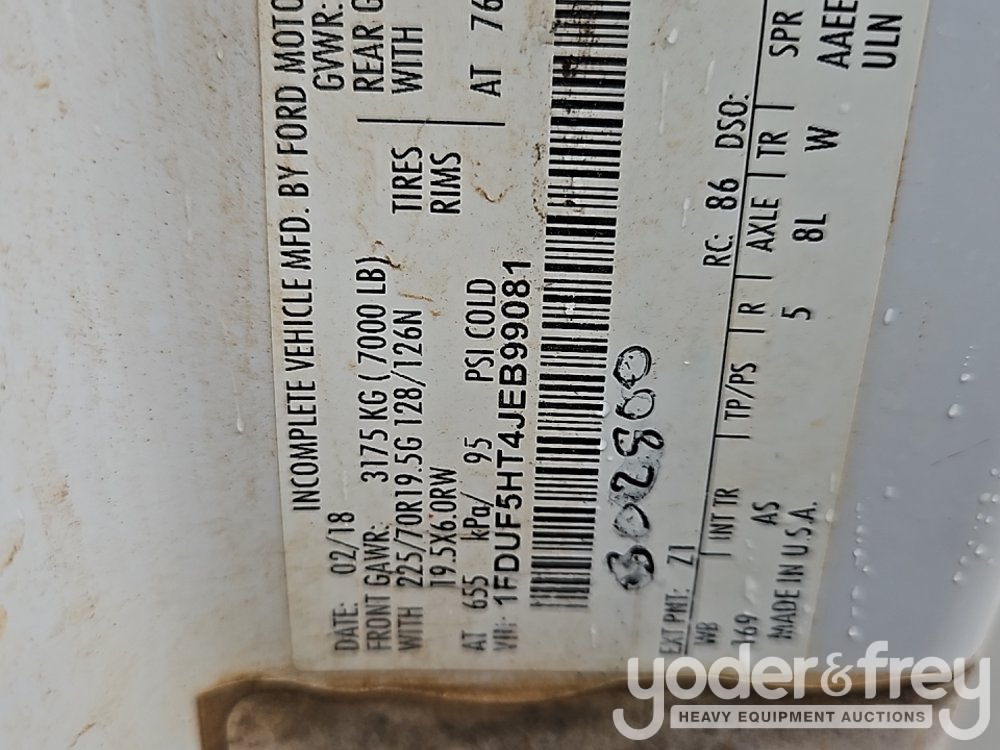 INCOMPLETE VEHICLE MFD. BY FORD MOTO
DATE: 02/18 GVWR:
FRONT GAWR: 3175 KG ( 7000 LB) REAR G
WITH 225/70R19.5G 128/126N TIRES WITH
19.5X6.0RW RIMS
AT 655 kPa/ 95 PSI COLD AT 76
VIN: 1FDUF5HT4JEB99081
302800
EXT PNT: Z1 RC: 86 DSO:
WB INT TR TP/PS R AXLE TR SPR
169 AS 5 8L W AAEE
MADE IN U.S.A. ULN
yoder&frey
HEAVY EQUIPMENT AUCTIONS